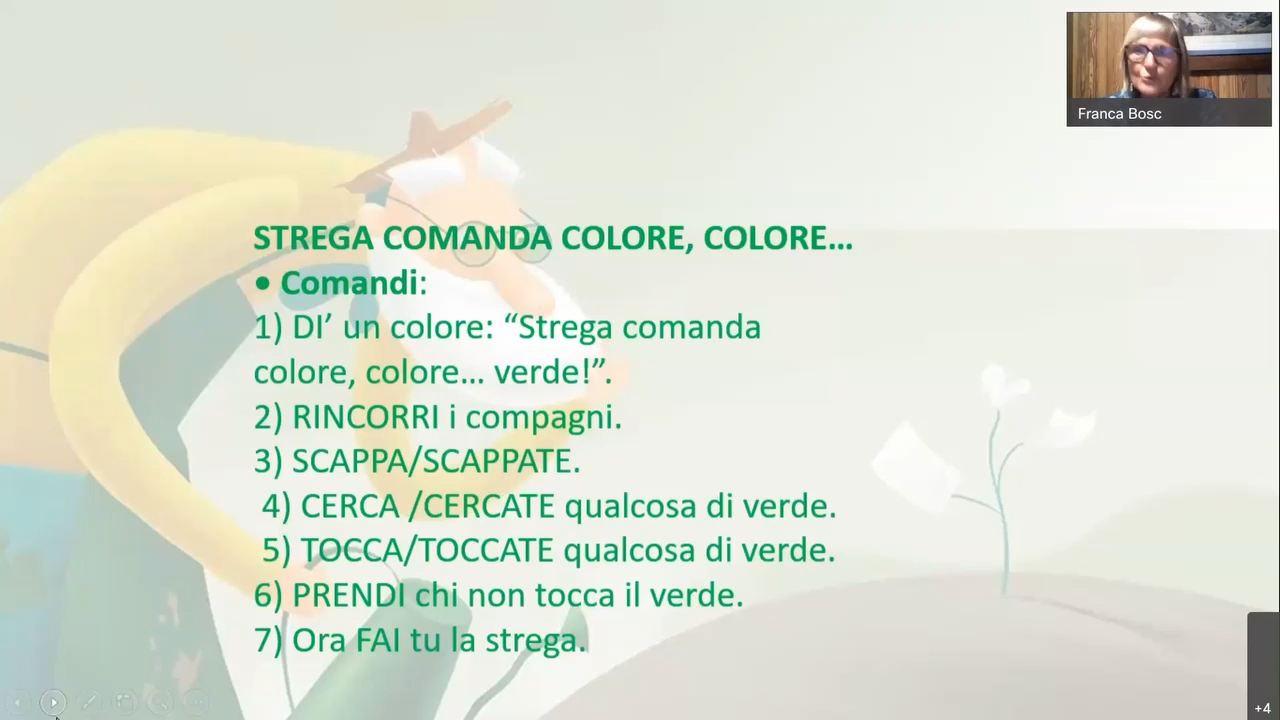 Franca Bosc
STREGA COMANDA COLORE, COLORE...
• Comandi:
1) DI’ un colore: “Strega comanda
colore, colore... verde!”.
2) RINCORRI i compagni.
3) SCAPPA/SCAPPATE.
4) CERCA /CERCATE qualcosa di verde.
5) TOCCA/TOCCATE qualcosa di verde.
6) PRENDI chi non tocca il verde.
7) Ora FAI tu la strega.
+4